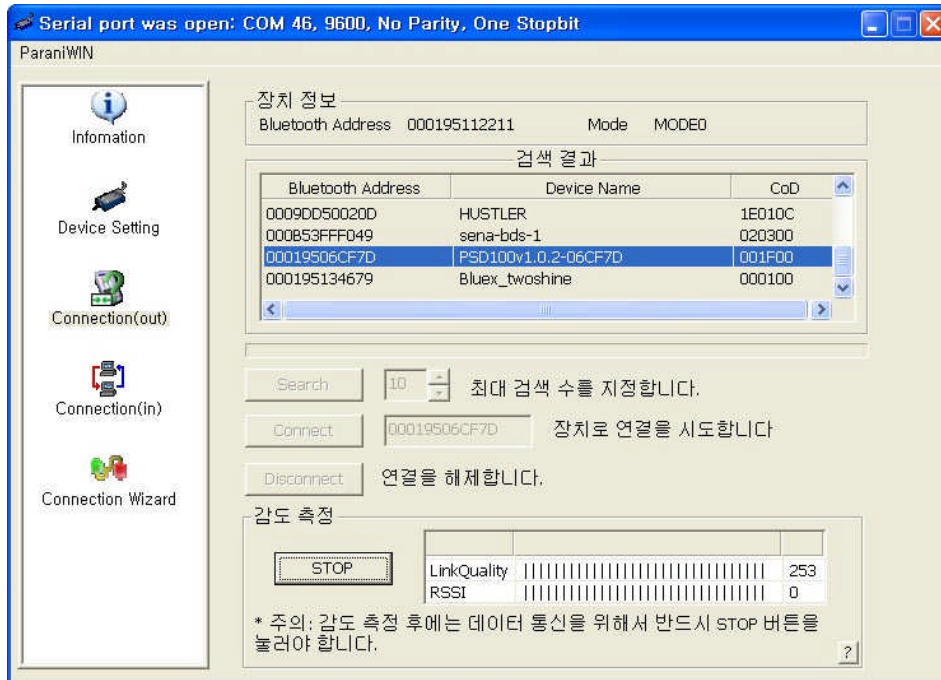 Serial port was open: COM 46, 9600, No Parity, One Stopbit
ParaniWIN
Infomation
Device Setting
Connection(out)
Connection(in)
Connection Wizard
장치 정보
Bluetooth Address 000195112211 Mode MODE0
검색 결과
Bluetooth Address Device Name CoD
0009DD50020D HUSTLER 1E010C
000B53FFF049 sena-bds-1 020300
00019506CF7D PSD100v1.0.2-06CF7D 001F00
000195134679 Bluex_twoshine 000100
Search 10 최대 검색 수를 지정합니다.
Connect 00019506CF7D 장치로 연결을 시도합니다
Disconnect 연결을 해제합니다.
감도 측정
STOP
LinkQuality |||||||||||||||||||||||||||||||| 253
RSSI |||||||||||||||||||||||||||||||| 0
* 주의: 감도 측정 후에는 데이터 통신을 위해서 반드시 STOP 버튼을
눌러야 합니다.
?